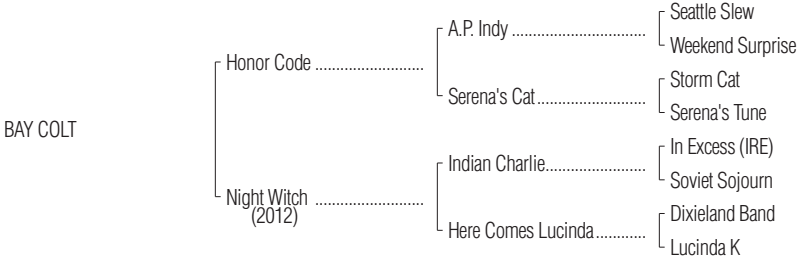 Seattle Slew
A.P. Indy ................................
Weekend Surprise
Honor Code ..........................
Storm Cat
Serena's Cat..........................
Serena's Tune
BAY COLT
In Excess (IRE)
Indian Charlie........................
Soviet Sojourn
Night Witch ..........................
(2012)
Dixieland Band
Here Comes Lucinda............
Lucinda K